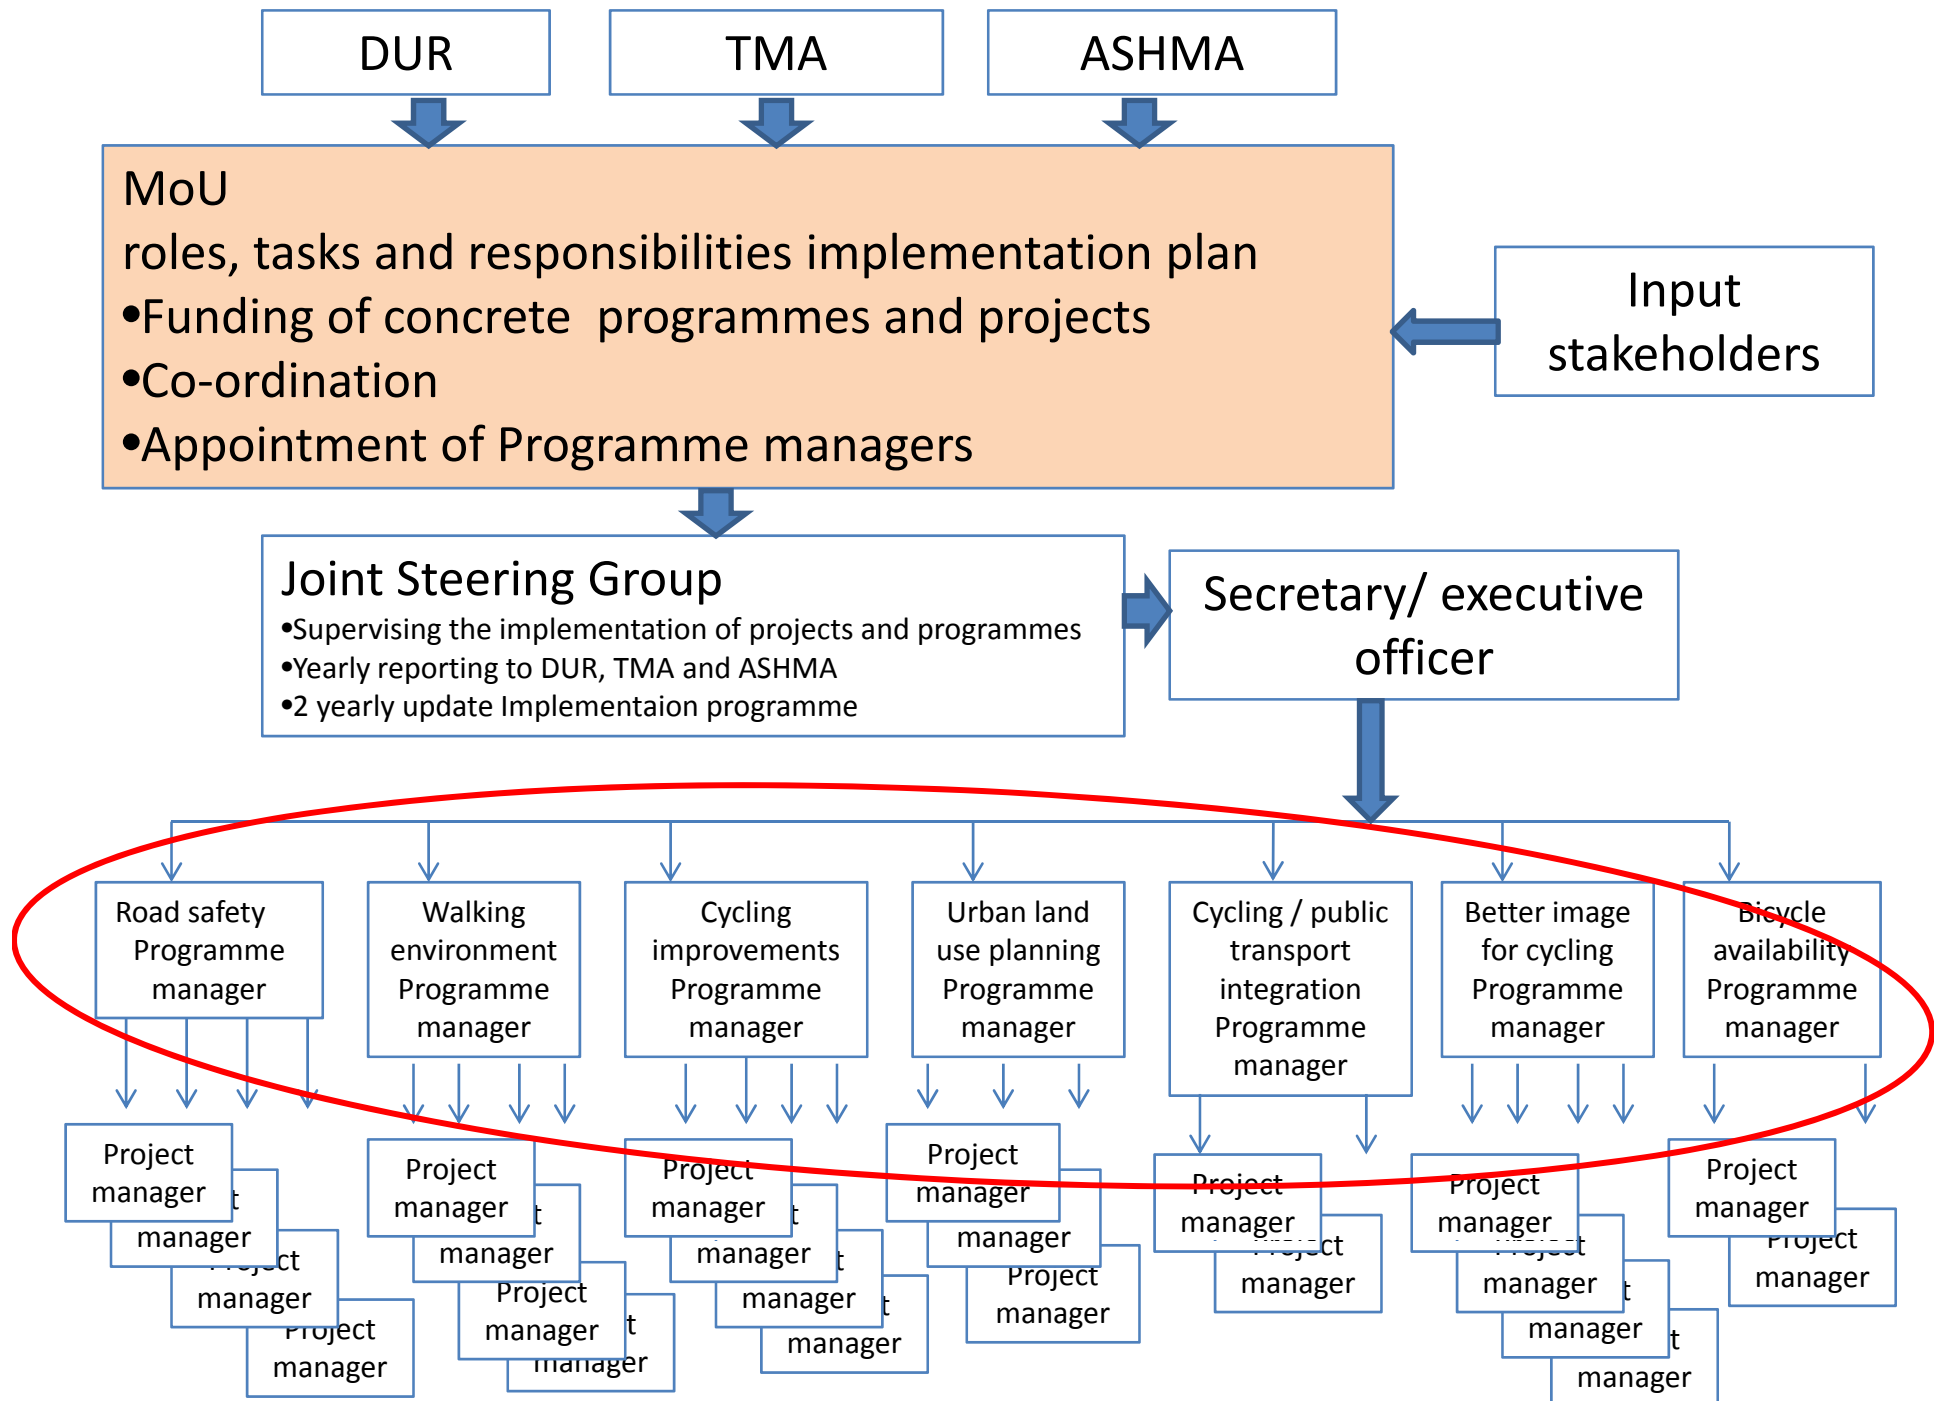 DUR
TMA
ASHMA
MoU
roles, tasks and responsibilities implementation plan
•Funding of concrete  programmes and projects
•Co-ordination
•Appointment of Programme managers
Input
stakeholders
Joint Steering Group
•Supervising the implementation of projects and programmes
•Yearly reporting to DUR, TMA and ASHMA
•2 yearly update Implementaion programme
Secretary/ executive
officer
Road safety
Programme
manager
Walking
environment
Programme
manager
Cycling
improvements
Programme
manager
Urban land
use planning
Programme
manager
Cycling / public
transport
integration
Programme
manager
Better image
for cycling
Programme
manager
Bicycle
availability
Programme
manager
Project
manager
manager
Project
manager
Project
manager
Project
manager
manager
Project
manager
manager
Project
manager
manager
manager
manager
Project
manager
manager
Project
manager
Project
manager
Project
manager
Project
manager
Project
manager
manager
manager
Project
manager
Project
manager